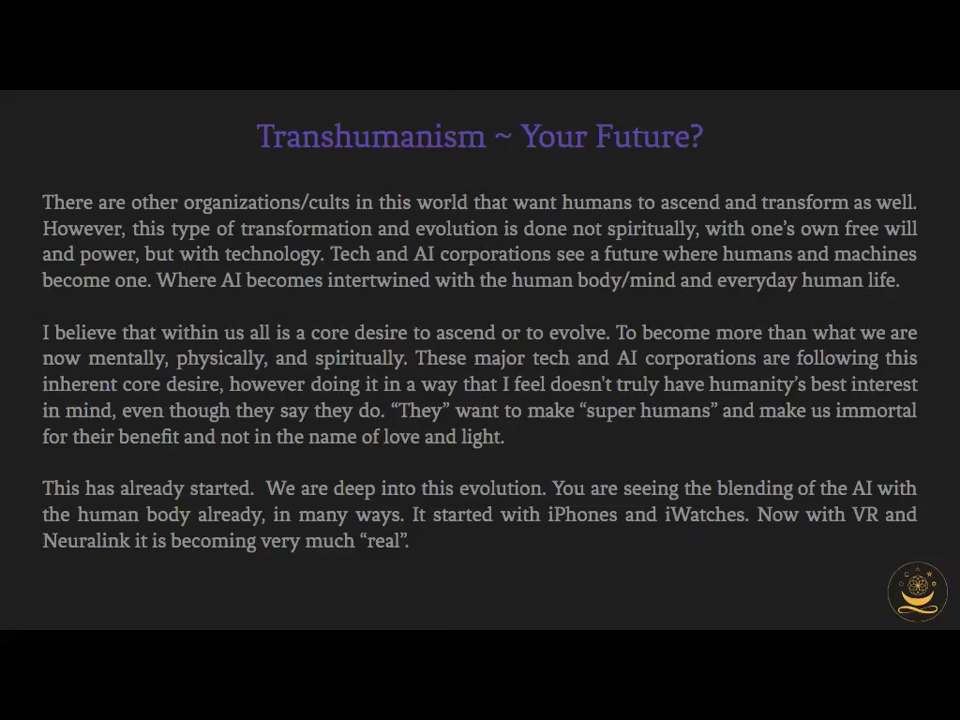 Transhumanism ~ Your Future?
There are other organizations/cults in this world that want humans to ascend and transform as well.
However, this type of transformation and evolution is done not spiritually, with one’s own free will
and power, but with technology. Tech and AI corporations see a future where humans and machines
become one. Where AI becomes intertwined with the human body/mind and everyday human life.
I believe that within us all is a core desire to ascend or to evolve. To become more than what we are
now mentally, physically, and spiritually. These major tech and AI corporations are following this
inherent core desire, however doing it in a way that I feel doesn't truly have humanity’s best interest
in mind, even though they say they do. “They” want to make “super humans” and make us immortal
for their benefit and not in the name of love and light.
This has already started.  We are deep into this evolution. You are seeing the blending of the AI with
the human body already, in many ways. It started with iPhones and iWatches. Now with VR and
Neuralink it is becoming very much “real”.